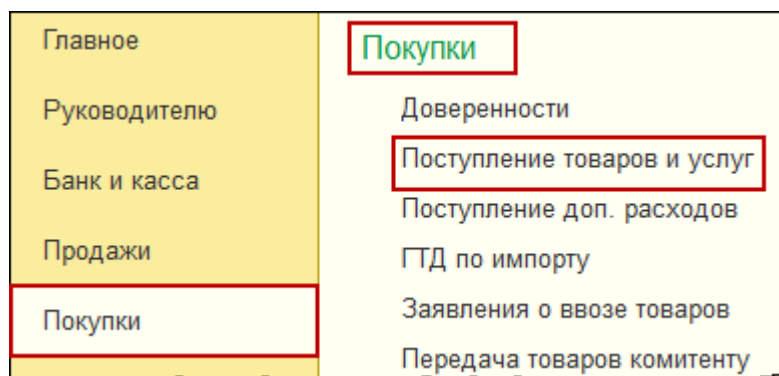 Главное
Руководителю
Банк и касса
Продажи
Покупки
Покупки
Доверенности
Поступление товаров и услуг
Поступление доп. расходов
ГТД по импорту
Заявления о ввозе товаров
Передача товаров комитенту